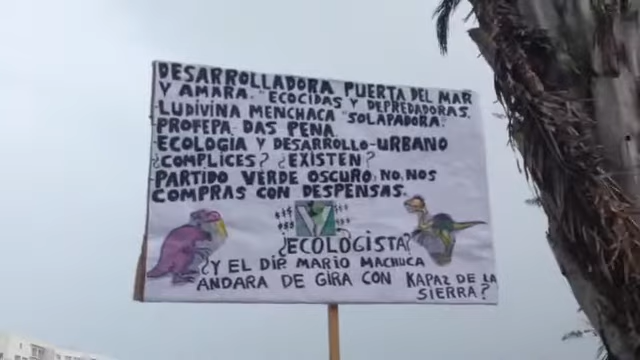 DESARROLLADORA PUERTA DEL MAR
Y AMARA. "ECOCIDAS Y DEPREDADORAS.
LUDIVINA MENCHACA "SOLAPADORA".
PROFEPA DAS PENA.
ECOLOGIA Y DESARROLLO-URBANO
¿COMPLICES? ¿EXISTEN?
PARTIDO VERDE OSCURO, NO, NOS
COMPRAS CON DESPENSAS.
$$$ V $$$
¿ECOLOGISTA?
¿Y EL DIP. MARIO MACHUCA
ANDARA DE GIRA CON KAPAZ DE LA
SIERRA?